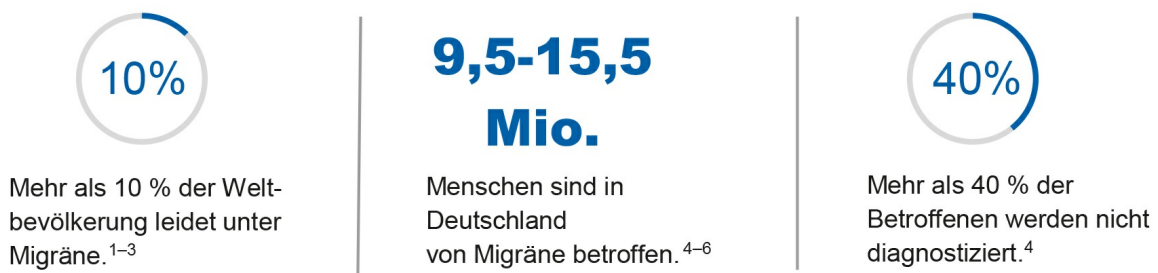 10%
Mehr als 10 % der Welt-
bevölkerung leidet unter
Migräne.1–3
9,5-15,5
Mio.
Menschen sind in
Deutschland
von Migräne betroffen.4–6
40%
Mehr als 40 % der
Betroffenen werden nicht
diagnostiziert.4